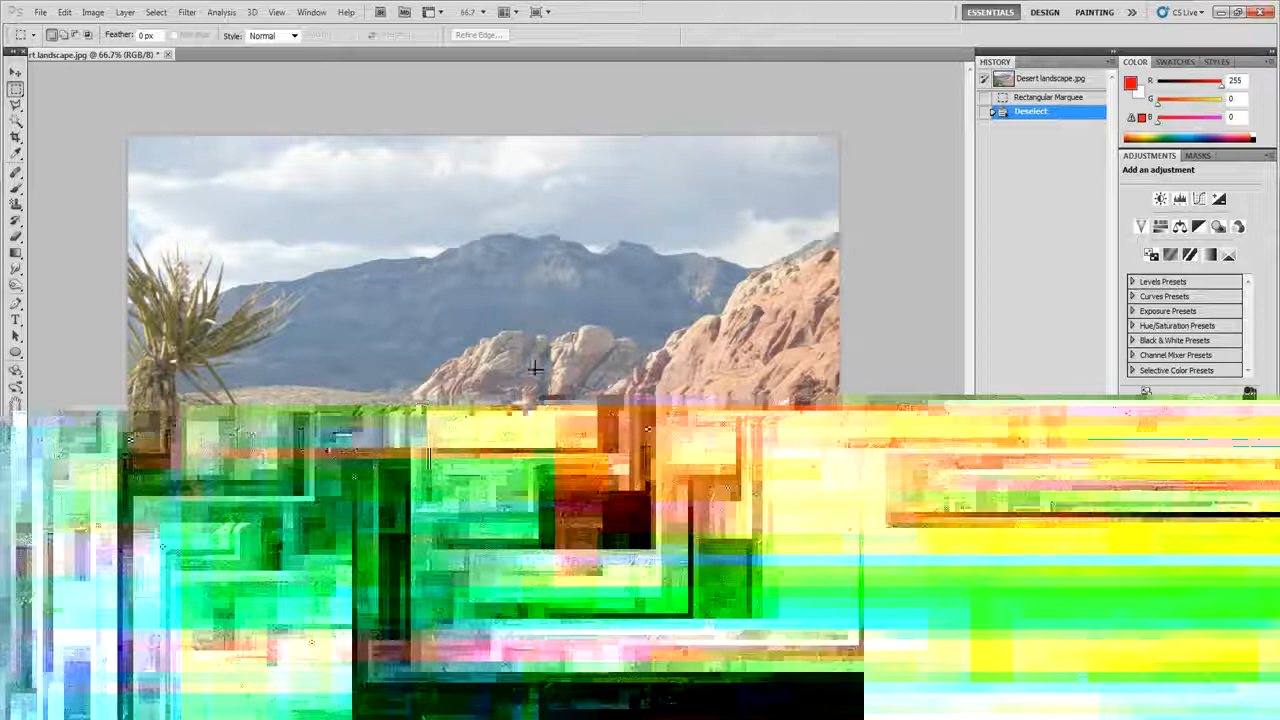 Ps File Edit Image Layer Select Filter Analysis 3D View Window Help Br Mb 66.7 ESSENTIALS DESIGN PAINTING CS Live
Feather: 0 px Style: Normal Refine Edge...
rt landscape.jpg @ 66.7% (RGB/8) *
HISTORY
Desert landscape.jpg
Rectangular Marquee
Deselect
COLOR SWATCHES STYLES
R 255
G 0
B 0
ADJUSTMENTS MASKS
Add an adjustment
Levels Presets
Curves Presets
Exposure Presets
Hue/Saturation Presets
Black & White Presets
Channel Mixer Presets
Selective Color Presets